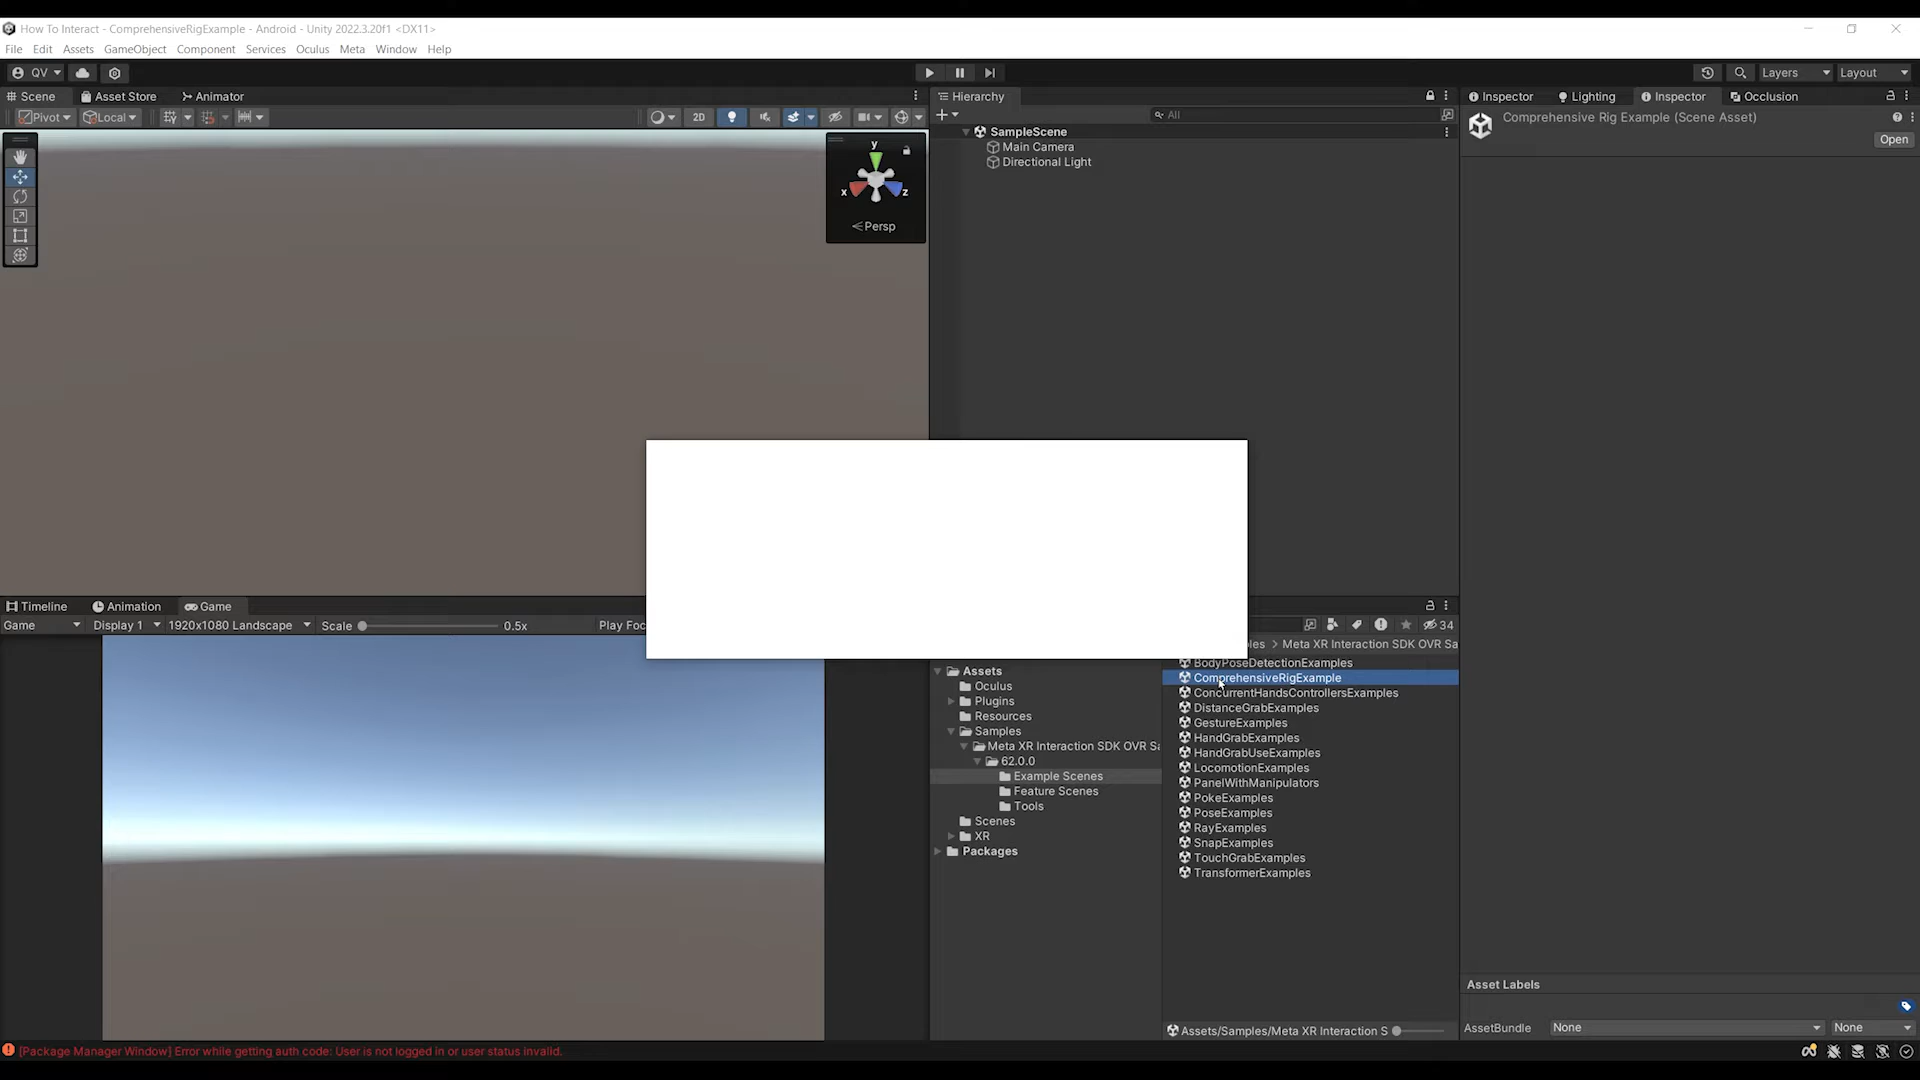 How To Interact - ComprehensiveRigExample - Android - Unity 2022.3.20f1 <DX11>
File Edit Assets GameObject Component Services Oculus Meta Window Help
QV Layers Layout
Scene Asset Store Animator
Pivot Local 2D
y
x z
Persp
Hierarchy
All
SampleScene
Main Camera
Directional Light
Inspector Lighting Inspector Occlusion
Comprehensive Rig Example (Scene Asset)
Open
Timeline Animation Game
Game Display 1 1920x1080 Landscape Scale 0.5x Play Foc
34
les > Meta XR Interaction SDK OVR Sa
Assets
Oculus
Plugins
Resources
Samples
Meta XR Interaction SDK OVR Sa
62.0.0
Example Scenes
Feature Scenes
Tools
Scenes
XR
Packages
BodyPoseDetectionExamples
ComprehensiveRigExample
ConcurrentHandsControllersExamples
DistanceGrabExamples
GestureExamples
HandGrabExamples
HandGrabUseExamples
LocomotionExamples
PanelWithManipulators
PokeExamples
PoseExamples
RayExamples
SnapExamples
TouchGrabExamples
TransformerExamples
Assets/Samples/Meta XR Interaction S
Asset Labels
AssetBundle None None
[Package Manager Window] Error while getting auth code: User is not logged in or user status invalid.